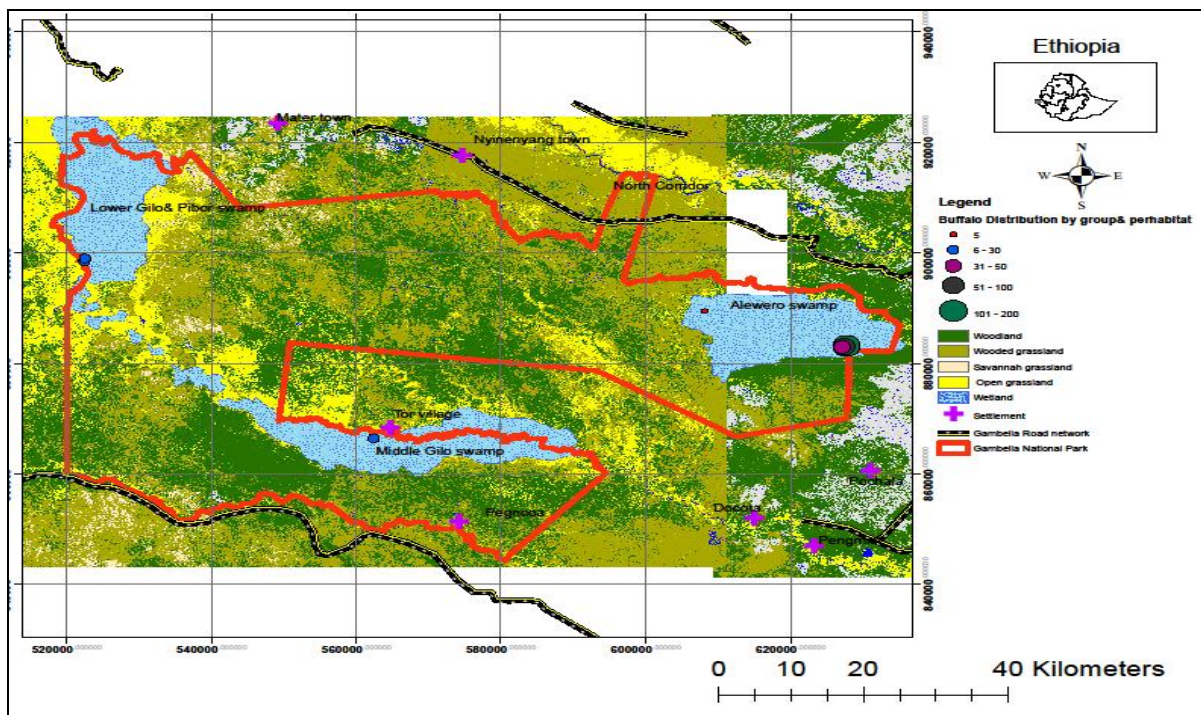 Ethiopia
N
W E
S
Legend
Buffalo Distribution by group& perhabitat
5
6 - 30
31 - 50
51 - 100
101 - 200
Woodland
Wooded grassland
Savannah grassland
Open grassland
Wetland
Settlement
Gambella Road network
Gambella National Park
Mater town
Nyinenyang town
North Corridor
Lower Gilo& Pibor swamp
Alewero swamp
Tor village
Middle Gilo swamp
Docota
940000
920000
900000
880000
860000
840000
520000 540000 560000 580000 600000 620000
0 10 20 40 Kilometers